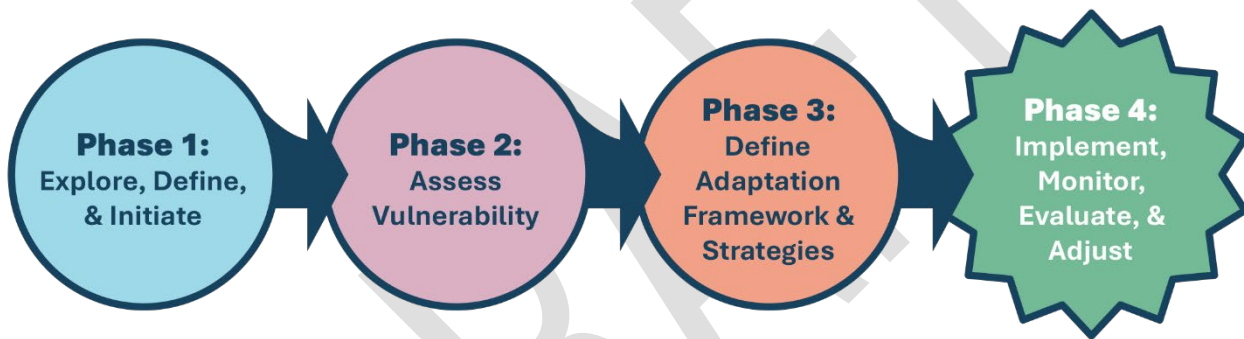 Phase 1:
Explore, Define,
& Initiate
Phase 2:
Assess
Vulnerability
Phase 3:
Define
Adaptation
Framework &
Strategies
Phase 4:
Implement,
Monitor,
Evaluate, &
Adjust